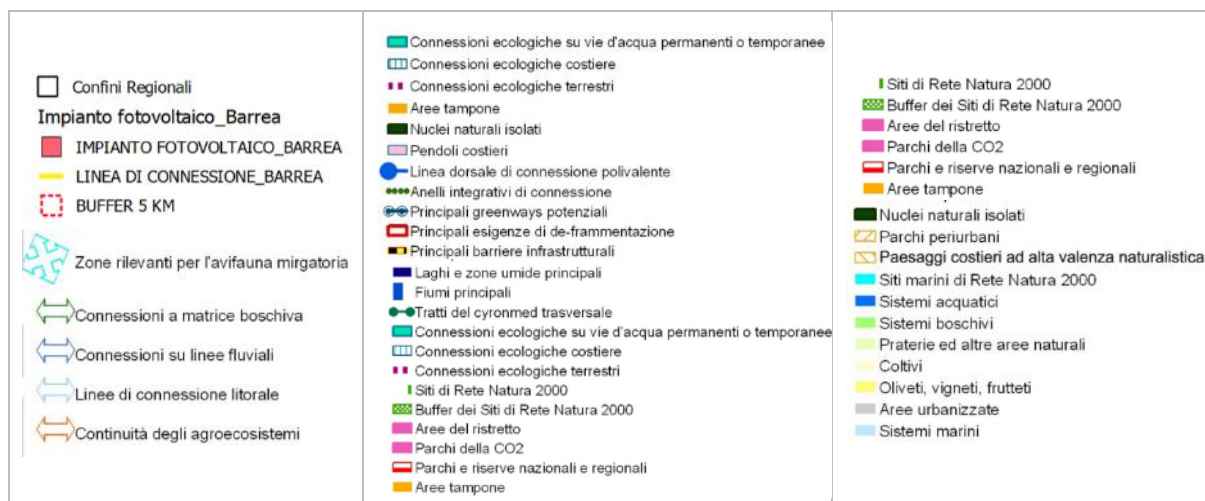 Confini Regionali
Impianto fotovoltaico_Barrea
IMPIANTO FOTOVOLTAICO_BARREA
LINEA DI CONNESSIONE_BARREA
BUFFER 5 KM
Zone rilevanti per l'avifauna mirgatoria
Connessioni a matrice boschiva
Connessioni su linee fluviali
Linee di connessione litorale
Continuità degli agroecosistemi
Connessioni ecologiche su vie d'acqua permanenti o temporanee
Connessioni ecologiche costiere
Connessioni ecologiche terrestri
Aree tampone
Nuclei naturali isolati
Pendoli costieri
Linea dorsale di connessione polivalente
Anelli integrativi di connessione
Principali greenways potenziali
Principali esigenze di de-frammentazione
Principali barriere infrastrutturali
Laghi e zone umide principali
Fiumi principali
Tratti del cyronmed trasversale
Connessioni ecologiche su vie d'acqua permanenti o temporanee
Connessioni ecologiche costiere
Connessioni ecologiche terrestri
Siti di Rete Natura 2000
Buffer dei Siti di Rete Natura 2000
Aree del ristretto
Parchi della CO2
Parchi e riserve nazionali e regionali
Aree tampone
Siti di Rete Natura 2000
Buffer dei Siti di Rete Natura 2000
Aree del ristretto
Parchi della CO2
Parchi e riserve nazionali e regionali
Aree tampone
Nuclei naturali isolati
Parchi periurbani
Paesaggi costieri ad alta valenza naturalistica
Siti marini di Rete Natura 2000
Sistemi acquatici
Sistemi boschivi
Praterie ed altre aree naturali
Coltivi
Oliveti, vigneti, frutteti
Aree urbanizzate
Sistemi marini